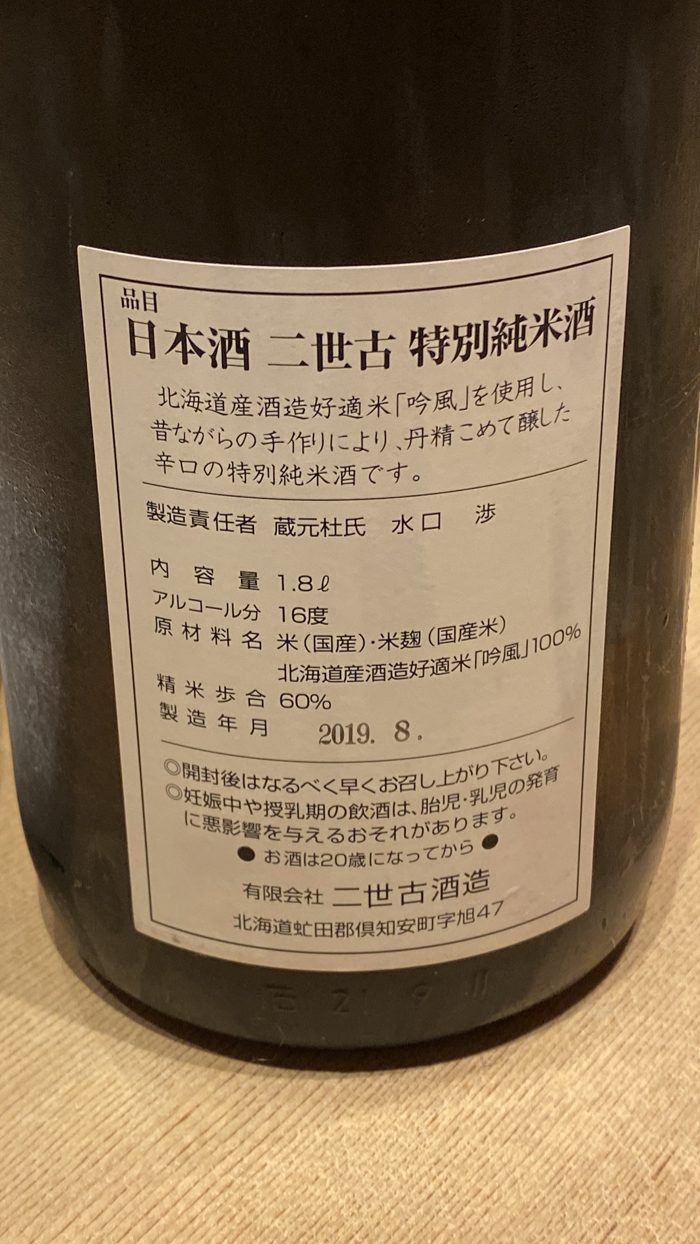 品目
日本酒 二世古 特別純米酒
北海道産酒造好適米「吟風」を使用し、
昔ながらの手作りにより、丹精こめて醸した
辛口の特別純米酒です。
製造責任者 蔵元杜氏 水口 渉
内容量 1.8ℓ
アルコール分 16度
原材料名 米(国産)・米麹(国産米)
北海道産酒造好適米「吟風」100%
精米歩合 60%
製造年月 2019. 8.
◎開封後はなるべく早くお召し上がり下さい。
◎妊娠中や授乳期の飲酒は、胎児・乳児の発育
に悪影響を与えるおそれがあります。
● お酒は20歳になってから ●
有限会社 二世古酒造
北海道虻田郡倶知安町字旭47
21 9 11